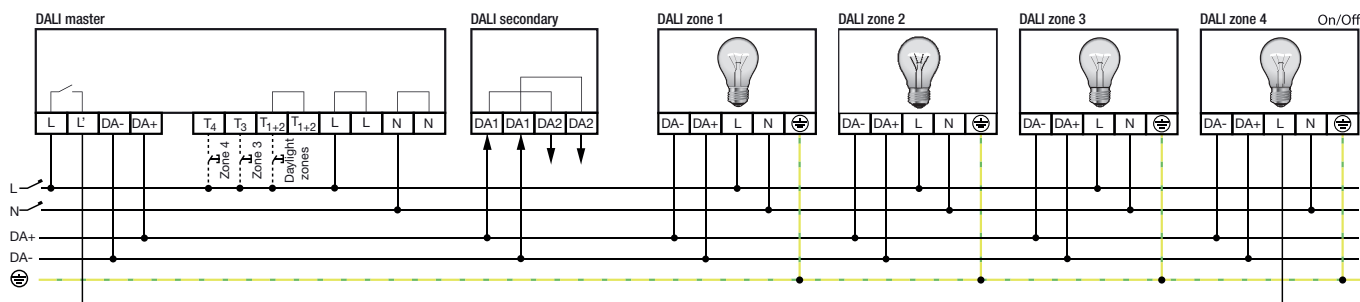 DALI master
DALI secondary
DALI zone 1
DALI zone 2
DALI zone 3
DALI zone 4
On/Off
L L' DA- DA+ T4 T3 T1+2 T1+2 L L N N
DA1 DA1 DA2 DA2
DA- DA+ L N
DA- DA+ L N
DA- DA+ L N
DA- DA+ L N
Zone 4
Zone 3
Daylight
zones
L
N
DA+
DA-